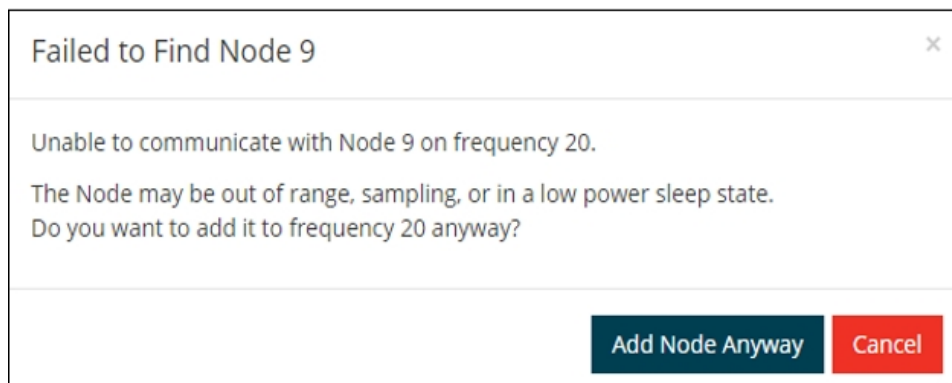 Failed to Find Node 9
×
Unable to communicate with Node 9 on frequency 20.
The Node may be out of range, sampling, or in a low power sleep state.
Do you want to add it to frequency 20 anyway?
Add Node Anyway
Cancel